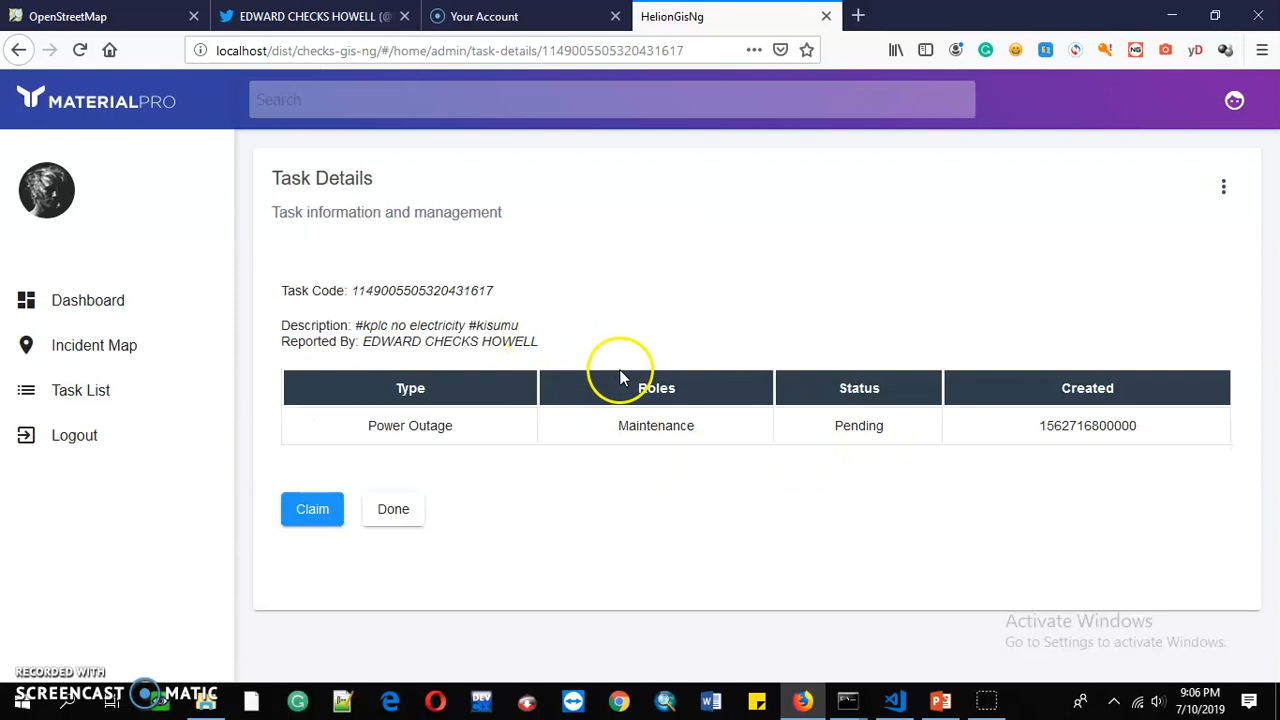 OpenStreetMap
EDWARD CHECKS HOWELL (@
Your Account
HelionGisNg
localhost/dist/checks-gis-ng/#/home/admin/task-details/1149005505320431617
MATERIALPRO
Search
Task Details
Task information and management
Dashboard
Incident Map
Task List
Logout
Task Code: 1149005505320431617
Description: #kplc no electricity #kisumu
Reported By: EDWARD CHECKS HOWELL
Type Roles Status Created
Power Outage Maintenance Pending 1562716800000
Claim Done
Activate Windows
Go to Settings to activate Windows.
RECORDED WITH
SCREENCAST MATIC
9:06 PM
7/10/2019